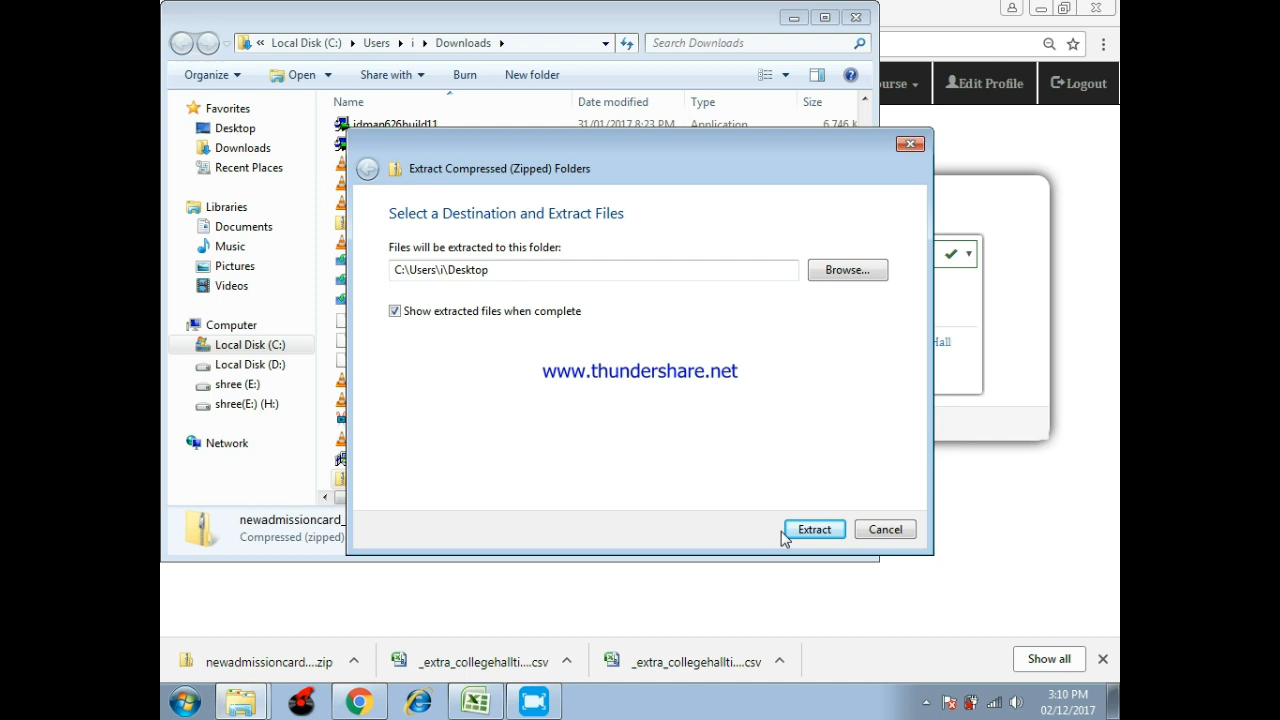 « Local Disk (C:) Users i Downloads
Search Downloads
Organize Open Share with Burn New folder
urse Edit Profile Logout
Favorites
Desktop
Downloads
Recent Places
Libraries
Documents
Music
Pictures
Videos
Computer
Local Disk (C:)
Local Disk (D:)
shree (E:)
shree(E:) (H:)
Network
Name Date modified Type Size
idman626build11 31/01/2017 8:23 PM Application 6,746 K
Extract Compressed (Zipped) Folders
Select a Destination and Extract Files
Files will be extracted to this folder:
C:\Users\i\Desktop
Browse...
Show extracted files when complete
www.thundershare.net
Hall
Extract Cancel
newadmissioncard_
Compressed (zipped)
newadmissioncard....zip
_extra_collegehallti....csv
_extra_collegehallti....csv
Show all
3:10 PM
02/12/2017